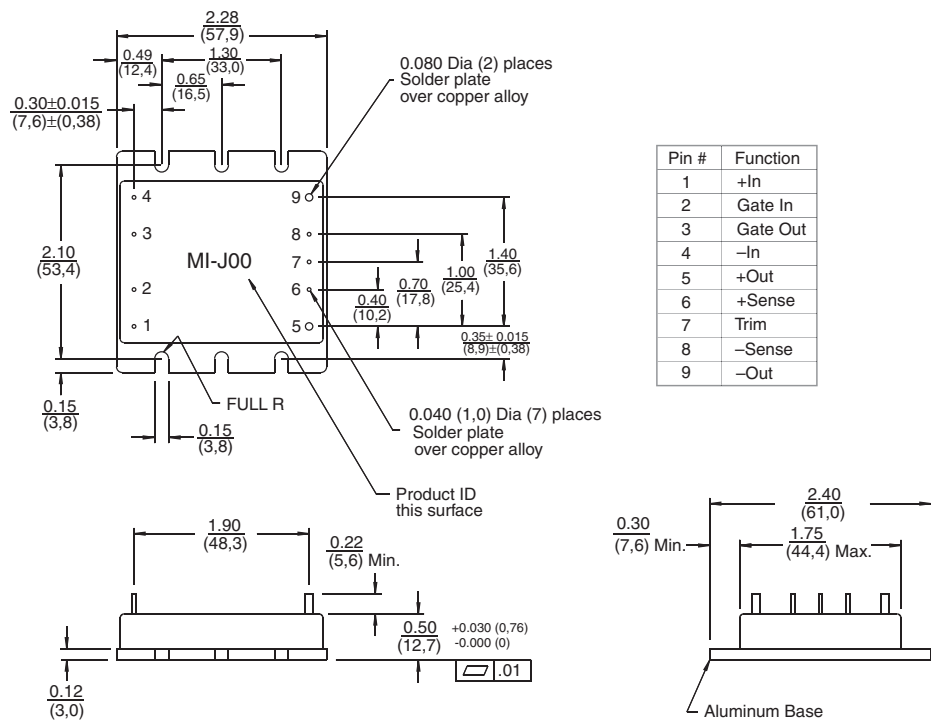 2.28
(57,9)
0.49
(12,4)
1.30
(33,0)
0.65
(16,5)
0.30±0.015
(7,6)±(0,38)
0.080 Dia (2) places
Solder plate
over copper alloy
4
3
2
1
9
8
7
6
5
MI-J00
2.10
(53,4)
0.40
(10,2)
0.70
(17,8)
1.00
(25,4)
1.40
(35,6)
0.35± 0.015
(8,9)±(0,38)
0.15
(3,8)
0.15
(3,8)
FULL R
0.040 (1,0) Dia (7) places
Solder plate
over copper alloy
Product ID
this surface
Pin # Function
1 +In
2 Gate In
3 Gate Out
4 –In
5 +Out
6 +Sense
7 Trim
8 –Sense
9 –Out
1.90
(48,3)
0.22
(5,6) Min.
0.50
(12,7)
+0.030 (0,76)
-0.000 (0)
.01
0.12
(3,0)
2.40
(61,0)
0.30
(7,6) Min.
1.75
(44,4) Max.
Aluminum Base